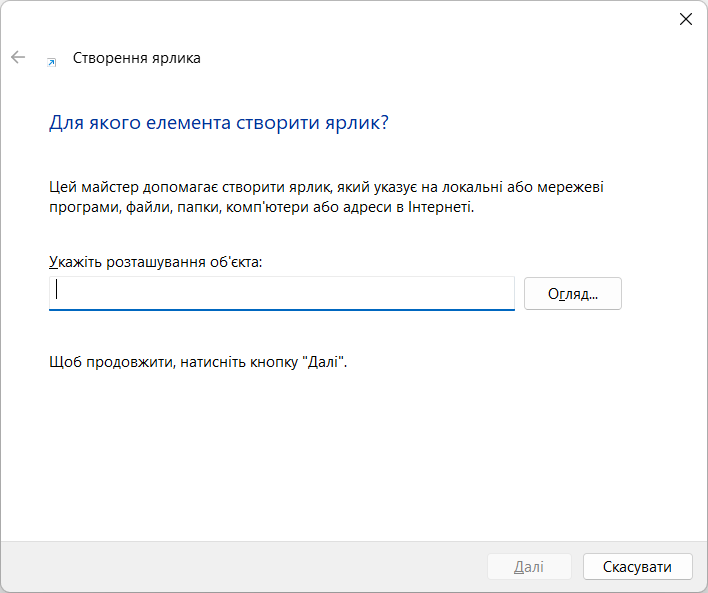 Створення ярлика
Для якого елемента створити ярлик?
Цей майстер допомагає створити ярлик, який указує на локальні або мережеві
програми, файли, папки, комп'ютери або адреси в Інтернеті.
Укажіть розташування об'єкта:
Огляд...
Щоб продовжити, натисніть кнопку "Далі".
Далі
Скасувати